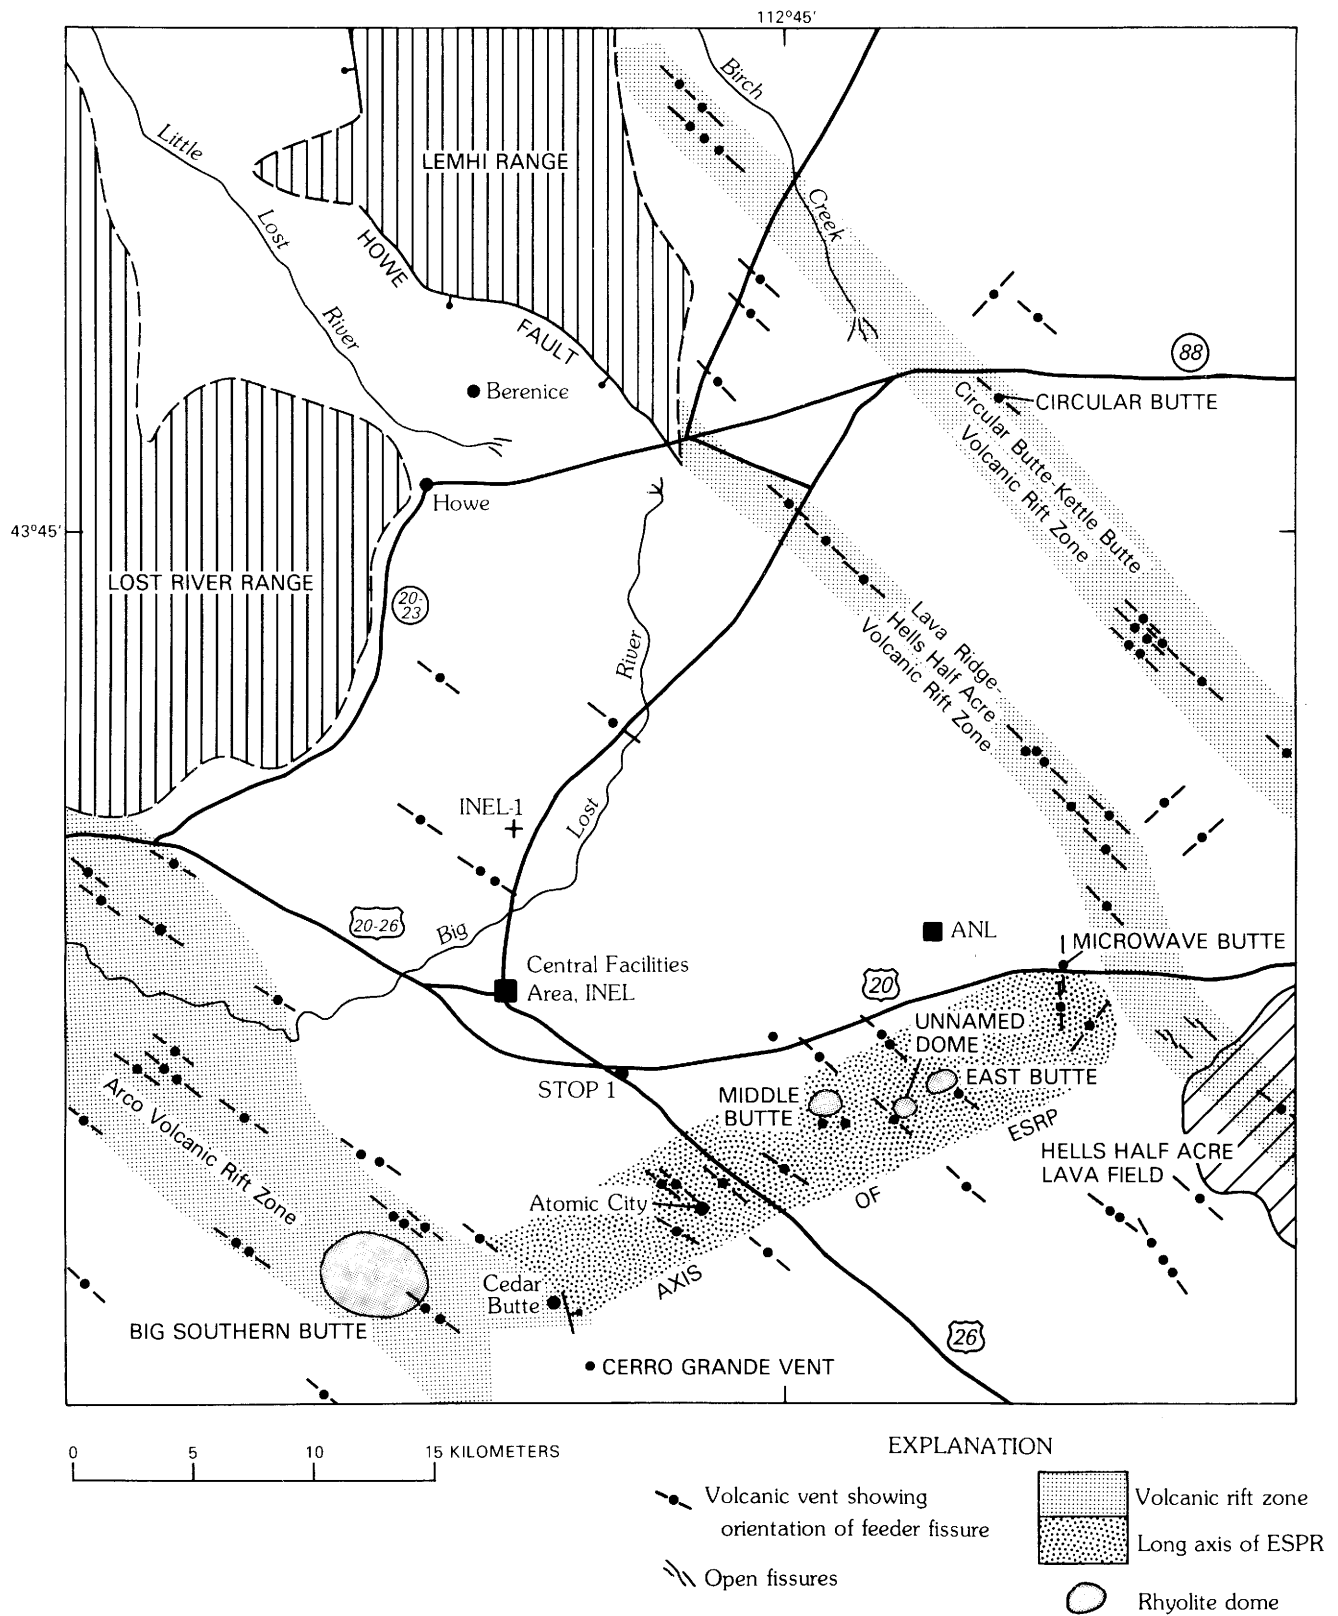 112°45′
Birch
Creek
Little
Lost
River
LEMHI RANGE
HOWE
FAULT
88
Berenice
CIRCULAR BUTTE
Circular Butte-Kettle Butte
Volcanic Rift Zone
Howe
43°45′
LOST RIVER RANGE
20-
23
Lava Ridge-
Hells Half Acre
Volcanic Rift Zone
River
Lost
Big
INEL-1
20-26
ANL
MICROWAVE BUTTE
Central Facilities
Area, INEL
20
UNNAMED
DOME
STOP 1
MIDDLE
BUTTE
EAST BUTTE
Arco Volcanic Rift Zone
ESRP
OF
AXIS
HELLS HALF ACRE
LAVA FIELD
Atomic City
Cedar
Butte
BIG SOUTHERN BUTTE
26
CERRO GRANDE VENT
0 5 10 15 KILOMETERS
EXPLANATION
Volcanic vent showing
orientation of feeder fissure
Open fissures
Volcanic rift zone
Long axis of ESPR
Rhyolite dome